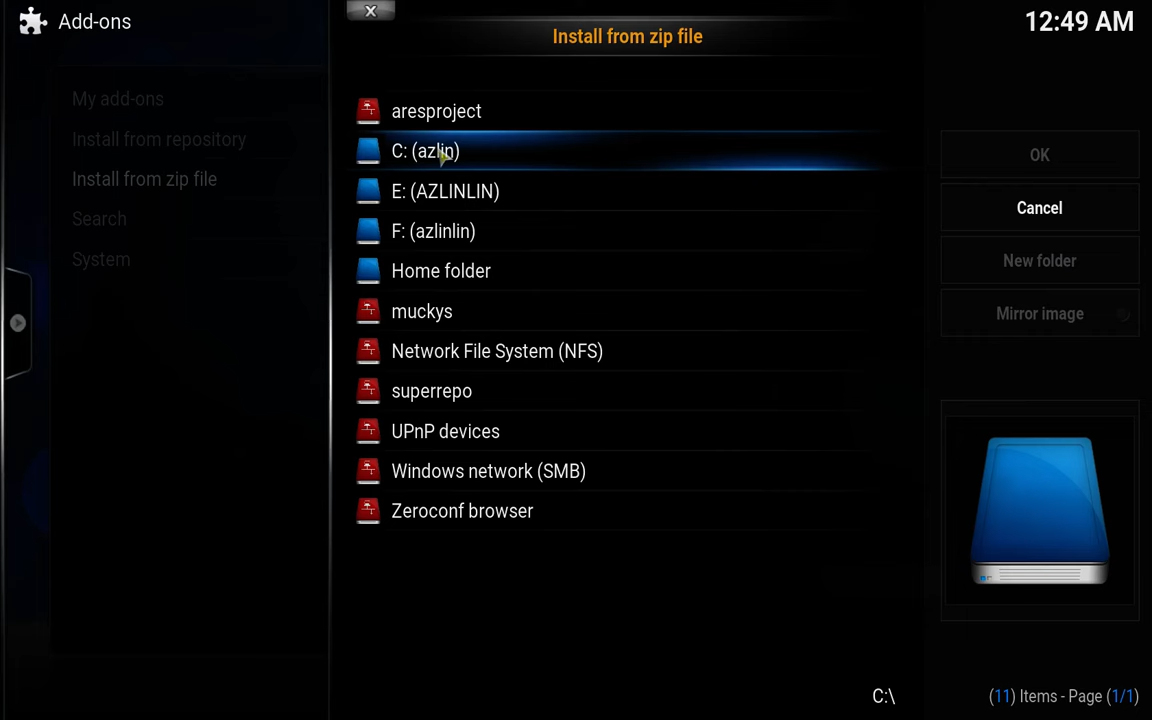 Add-ons
Install from zip file
12:49 AM
My add-ons
Install from repository
Install from zip file
Search
System
aresproject
C: (azlin)
E: (AZLINLIN)
F: (azlinlin)
Home folder
muckys
Network File System (NFS)
superrepo
UPnP devices
Windows network (SMB)
Zeroconf browser
OK
Cancel
New folder
Mirror image
C:\
(11) Items - Page (1/1)